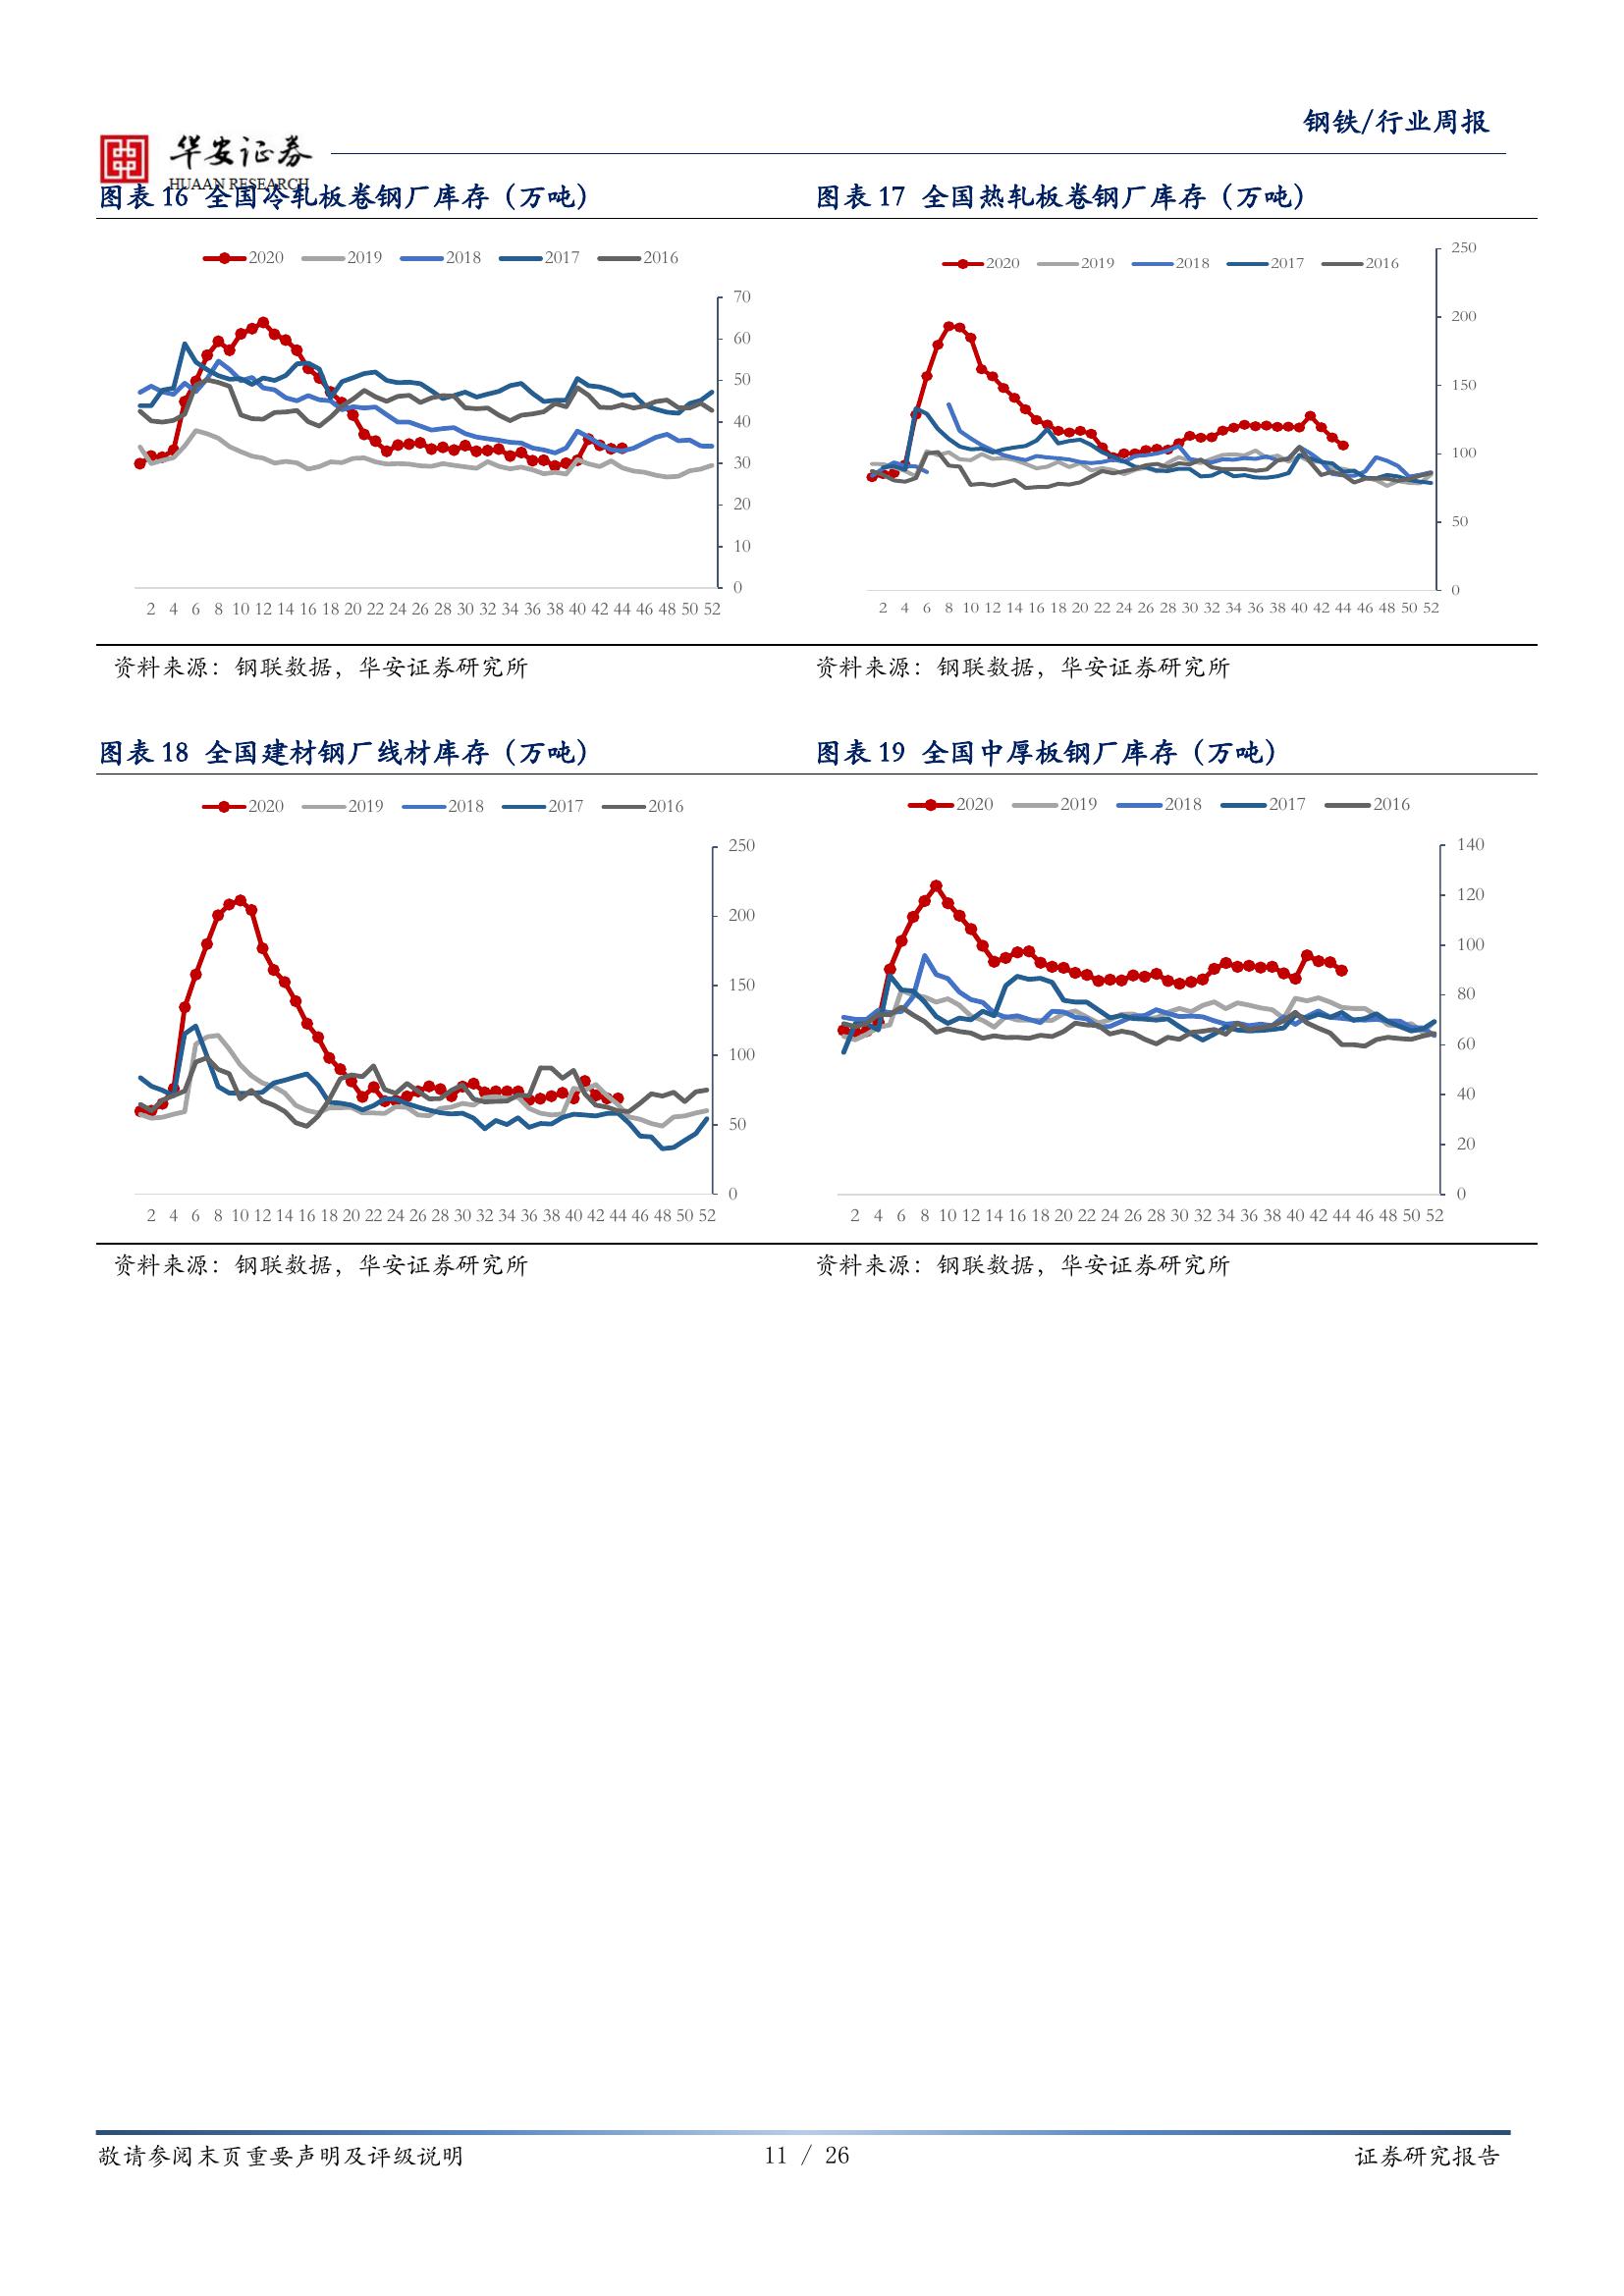 钢铁/行业周报
华安证券
HUAAN RESEARCH
图表 16 全国冷轧板卷钢厂库存（万吨）
图表 17 全国热轧板卷钢厂库存（万吨）
2020 2019 2018 2017 2016
70
60
50
40
30
20
10
0
2 4 6 8 10 12 14 16 18 20 22 24 26 28 30 32 34 36 38 40 42 44 46 48 50 52
2020 2019 2018 2017 2016
250
200
150
100
50
0
2 4 6 8 10 12 14 16 18 20 22 24 26 28 30 32 34 36 38 40 42 44 46 48 50 52
资料来源：钢联数据，华安证券研究所
资料来源：钢联数据，华安证券研究所
图表 18 全国建材钢厂线材库存（万吨）
图表 19 全国中厚板钢厂库存（万吨）
2020 2019 2018 2017 2016
250
200
150
100
50
0
2 4 6 8 10 12 14 16 18 20 22 24 26 28 30 32 34 36 38 40 42 44 46 48 50 52
2020 2019 2018 2017 2016
140
120
100
80
60
40
20
0
2 4 6 8 10 12 14 16 18 20 22 24 26 28 30 32 34 36 38 40 42 44 46 48 50 52
资料来源：钢联数据，华安证券研究所
资料来源：钢联数据，华安证券研究所
敬请参阅末页重要声明及评级说明
11 / 26
证券研究报告